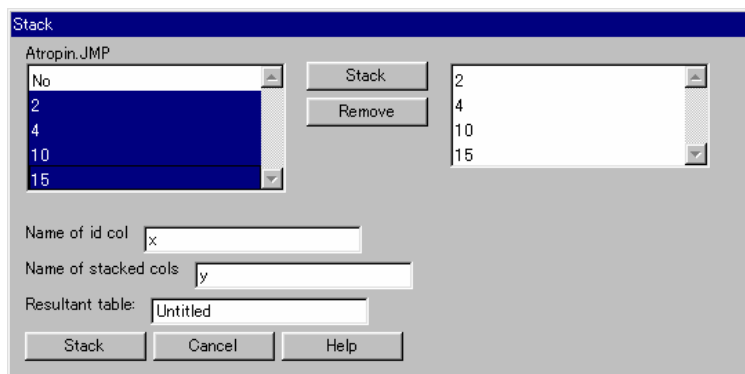 Stack
Atropin.JMP
No
2
4
10
15
Stack
Remove
2
4
10
15
Name of id col x
Name of stacked cols y
Resultant table: Untitled
Stack Cancel Help